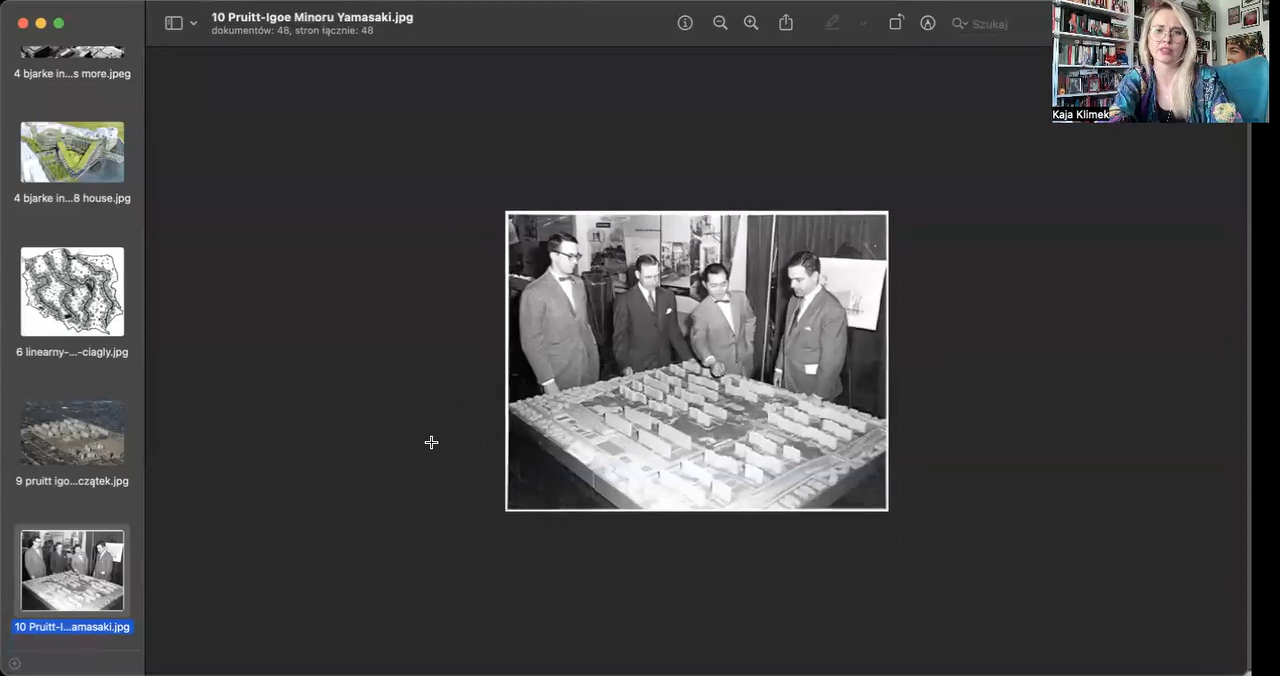 10 Pruitt-Igoe Minoru Yamasaki.jpg
dokumentów: 48, stron łącznie: 48
Szukaj
Kaja Klimek
4 bjarke in...s more.jpeg
4 bjarke in...8 house.jpg
6 linearny-...-ciagly.jpg
9 pruitt igo...czątek.jpg
10 Pruitt-I...amasaki.jpg